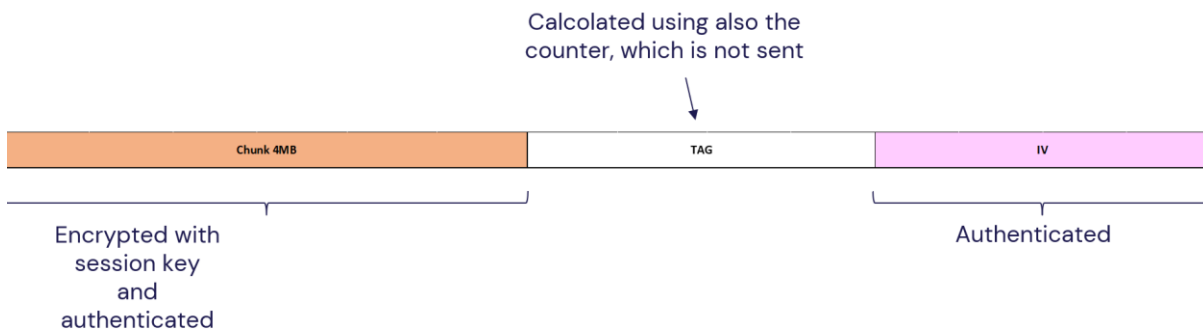 Calcolated using also the
counter, which is not sent
Chunk 4MB
TAG
IV
Encrypted with
session key
and
authenticated
Authenticated